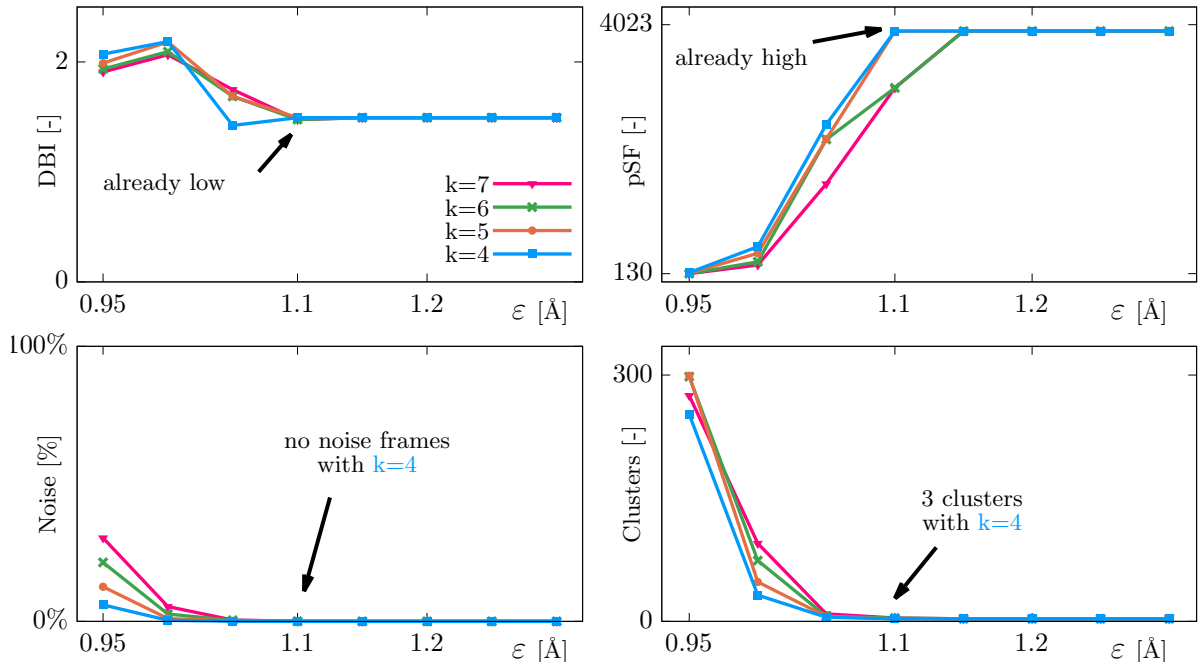 2
DBI [-]
already low
k=7
k=6
k=5
k=4
0
0.95
1.1
1.2
ε [Å]
4023
already high
pSF [-]
130
0.95
1.1
1.2
ε [Å]
100%
Noise [%]
no noise frames
with k=4
0%
0.95
1.1
1.2
ε [Å]
300
Clusters [-]
3 clusters
with k=4
0
0.95
1.1
1.2
ε [Å]